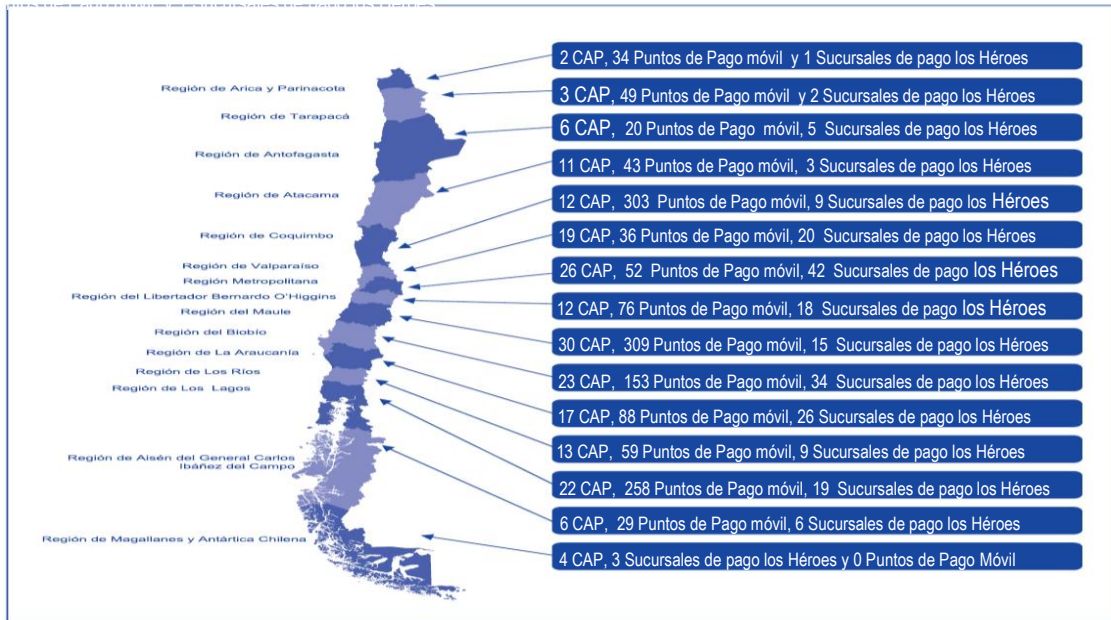 2 CAP, 34 Puntos de Pago móvil y 1 Sucursales de pago los Héroes
Región de Arica y Parinacota
3 CAP, 49 Puntos de Pago móvil y 2 Sucursales de pago los Héroes
Región de Tarapacá
6 CAP, 20 Puntos de Pago móvil, 5 Sucursales de pago los Héroes
Región de Antofagasta
11 CAP, 43 Puntos de Pago móvil, 3 Sucursales de pago los Héroes
Región de Atacama
12 CAP, 303 Puntos de Pago móvil, 9 Sucursales de pago los Héroes
Región de Coquimbo
19 CAP, 36 Puntos de Pago móvil, 20 Sucursales de pago los Héroes
Región de Valparaíso
26 CAP, 52 Puntos de Pago móvil, 42 Sucursales de pago los Héroes
Región Metropolitana
Región del Libertador Bernardo O'Higgins
12 CAP, 76 Puntos de Pago móvil, 18 Sucursales de pago los Héroes
Región del Maule
30 CAP, 309 Puntos de Pago móvil, 15 Sucursales de pago los Héroes
Región del Biobío
23 CAP, 153 Puntos de Pago móvil, 34 Sucursales de pago los Héroes
Región de La Araucanía
17 CAP, 88 Puntos de Pago móvil, 26 Sucursales de pago los Héroes
Región de Los Ríos
13 CAP, 59 Puntos de Pago móvil, 9 Sucursales de pago los Héroes
Región de Los Lagos
22 CAP, 258 Puntos de Pago móvil, 19 Sucursales de pago los Héroes
Región de Aisén del General Carlos
Ibáñez del Campo
6 CAP, 29 Puntos de Pago móvil, 6 Sucursales de pago los Héroes
Región de Magallanes y Antártica Chilena
4 CAP, 3 Sucursales de pago los Héroes y 0 Puntos de Pago Móvil